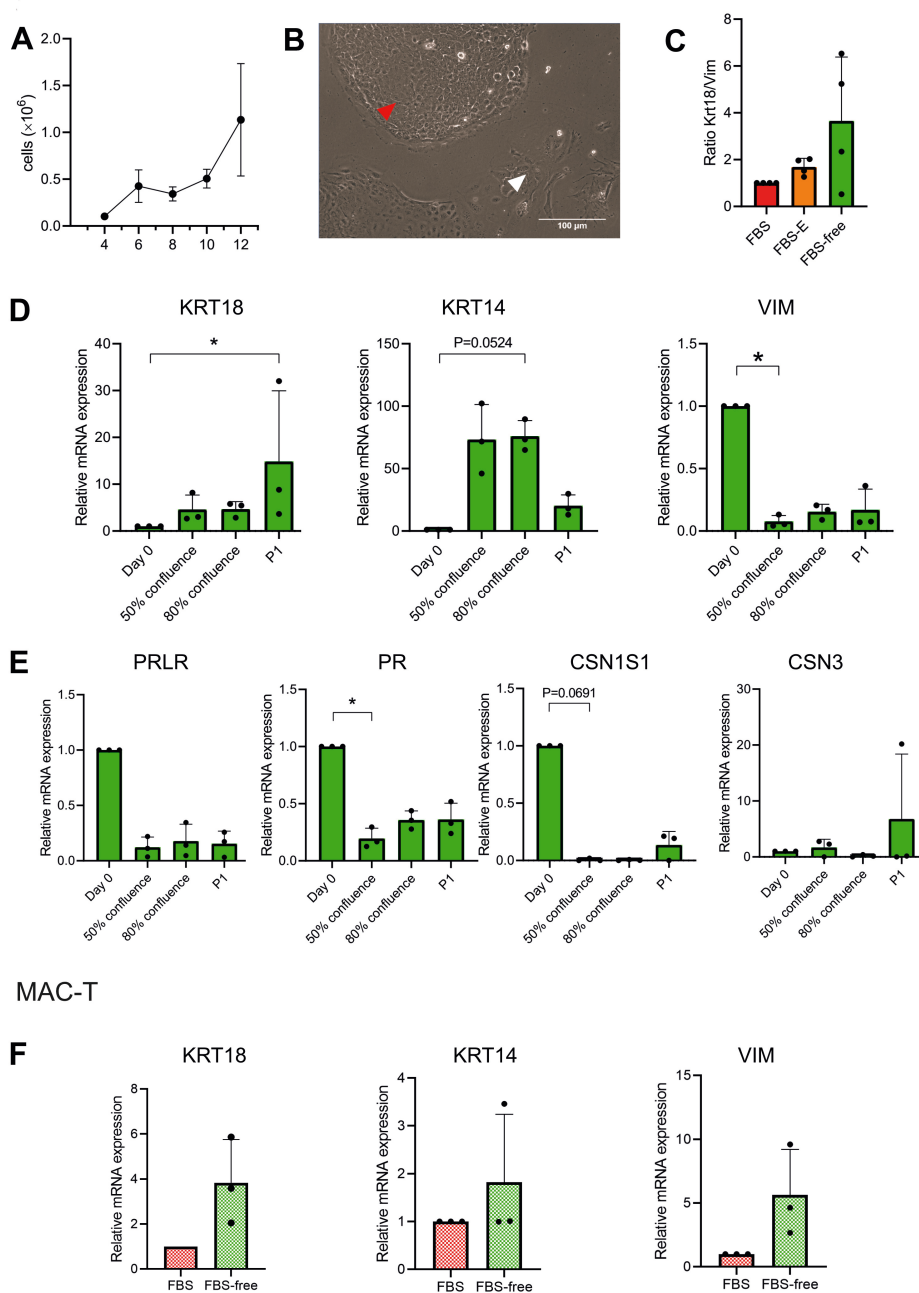 A
cells (×10⁶)
2.0
1.5
1.0
0.5
0.0
4 6 8 10 12
B
100 µm
C
Ratio Krt18/Vim
8
6
4
2
0
FBS
FBS-E
FBS-free
D
KRT18
Relative mRNA expression
40
30
20
10
0
*
Day 0
50% confluence
80% confluence
P1
KRT14
Relative mRNA expression
150
100
75
50
25
0
P=0.0524
Day 0
50% confluence
80% confluence
P1
VIM
Relative mRNA expression
1.5
1.0
0.5
0.0
*
Day 0
50% confluence
80% confluence
P1
E
PRLR
Relative mRNA expression
1.5
1.0
0.5
0.0
Day 0
50% confluence
80% confluence
P1
PR
Relative mRNA expression
1.5
1.0
0.5
0.0
*
Day 0
50% confluence
80% confluence
P1
CSN1S1
Relative mRNA expression
1.5
1.0
0.5
0.0
P=0.0691
Day 0
50% confluence
80% confluence
P1
CSN3
Relative mRNA expression
30
20
10
0
Day 0
50% confluence
80% confluence
P1
MAC-T
F
KRT18
Relative mRNA expression
8
6
4
2
0
FBS FBS-free
KRT14
Relative mRNA expression
4
3
2
1
0
FBS FBS-free
VIM
Relative mRNA expression
15
10
5
0
FBS FBS-free